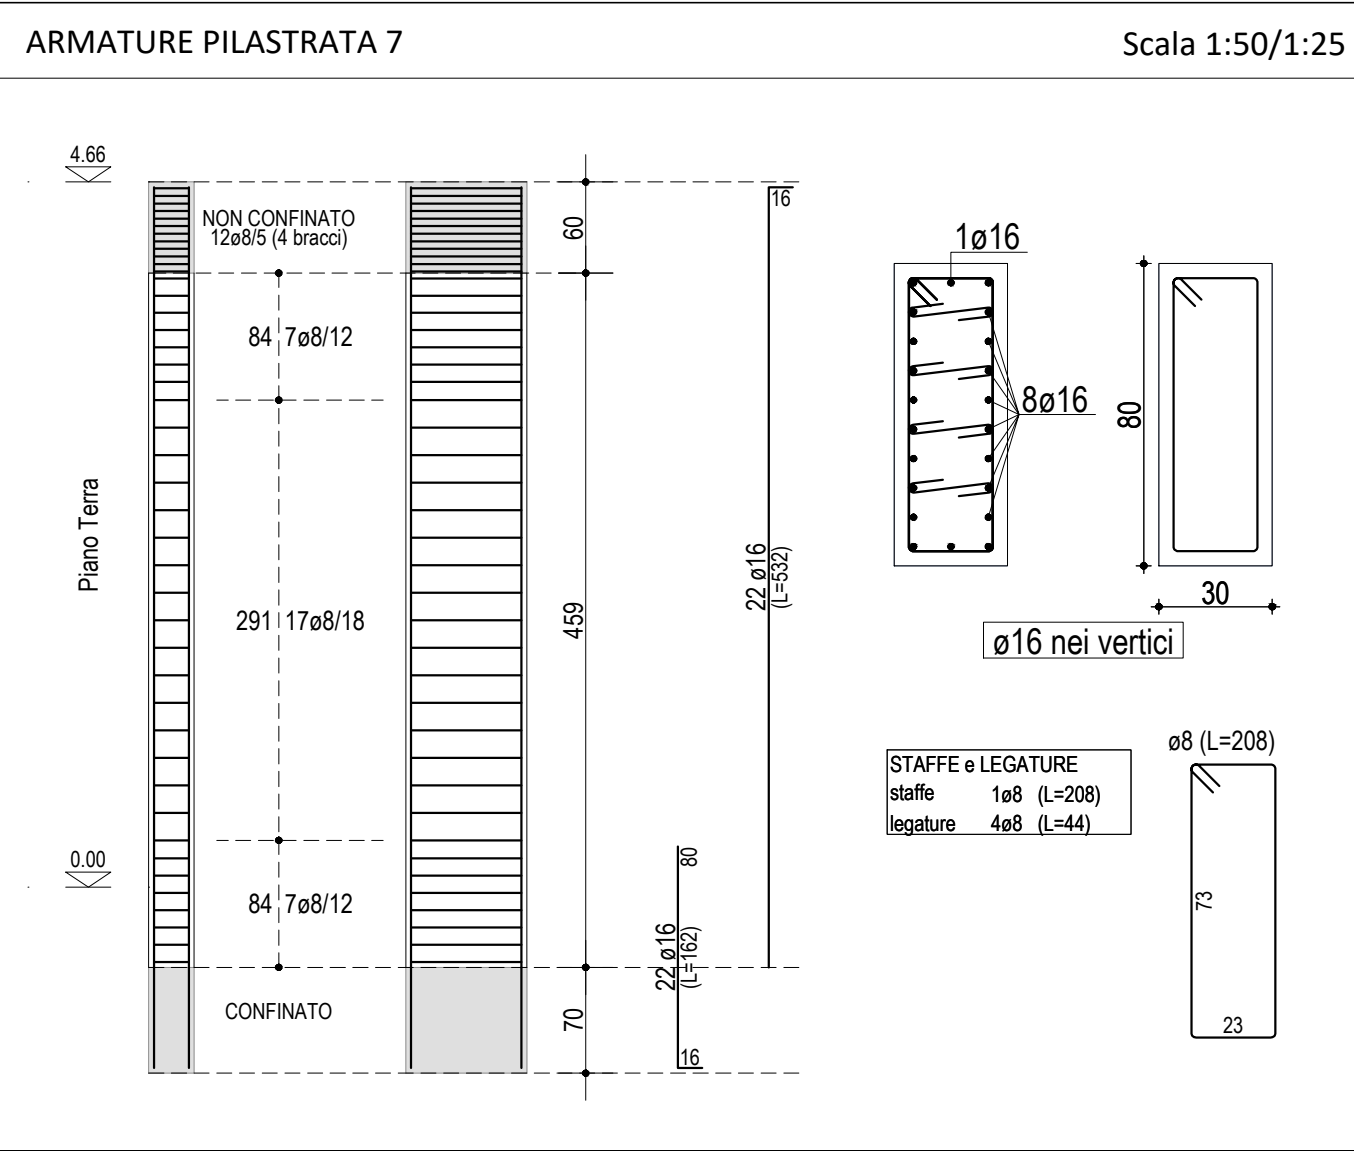 ARMATURE PILASTRATA 7
Scala 1:50/1:25
4.66
NON CONFINATO
12ø8/5 (4 bracci)
60
16
84 7ø8/12
Piano Terra
291 17ø8/18
459
22 ø16
(L=532)
0.00
84 7ø8/12
80
22 ø16
(L=162)
CONFINATO
70
16
1ø16
8ø16
80
30
ø16 nei vertici
STAFFE e LEGATURE
staffe 1ø8 (L=208)
legature 4ø8 (L=44)
ø8 (L=208)
73
23